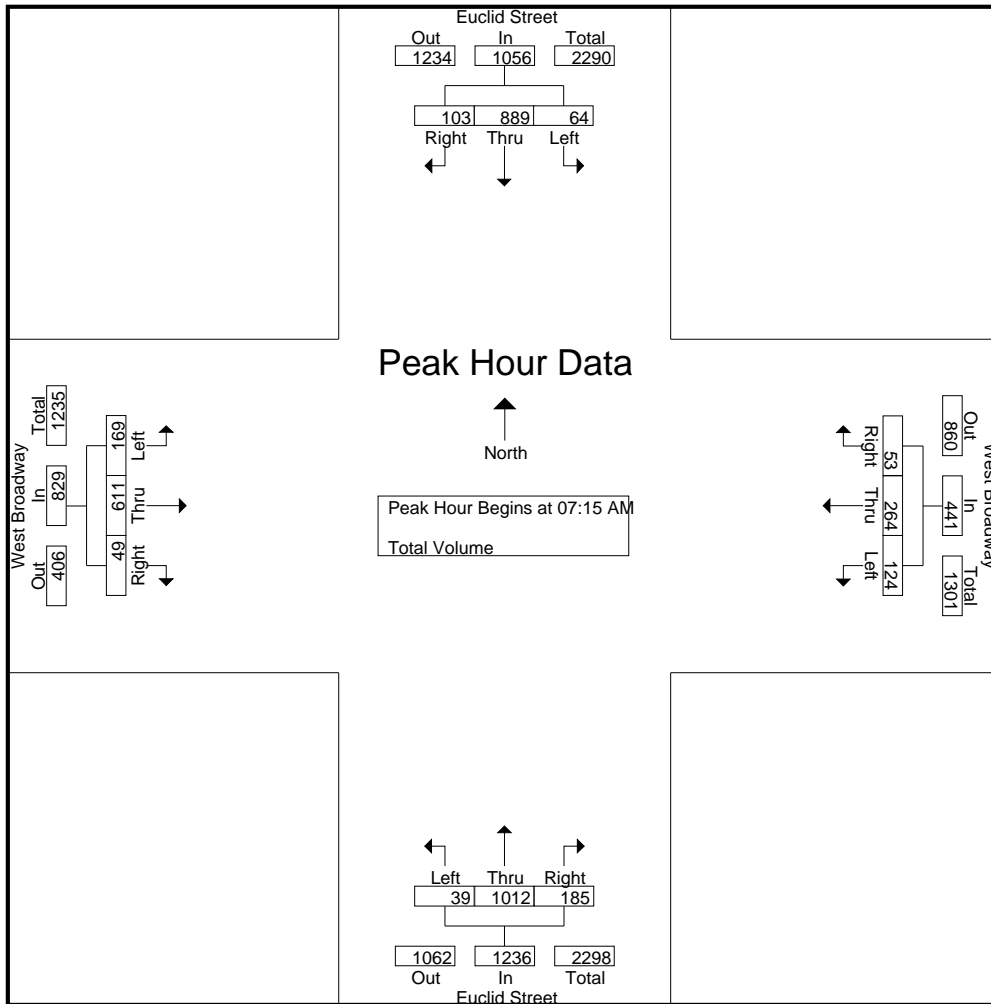 Euclid Street
Out In Total
1234 1056 2290
103 889 64
Right Thru Left
Peak Hour Data
North
Peak Hour Begins at 07:15 AM
Total Volume
West Broadway
Total In Out
1235 829 406
169 611 49
Left Thru Right
Right Thru Left
53 264 124
Out In Total
860 441 1301
West Broadway
Left Thru Right
39 1012 185
1062 1236 2298
Out In Total
Euclid Street